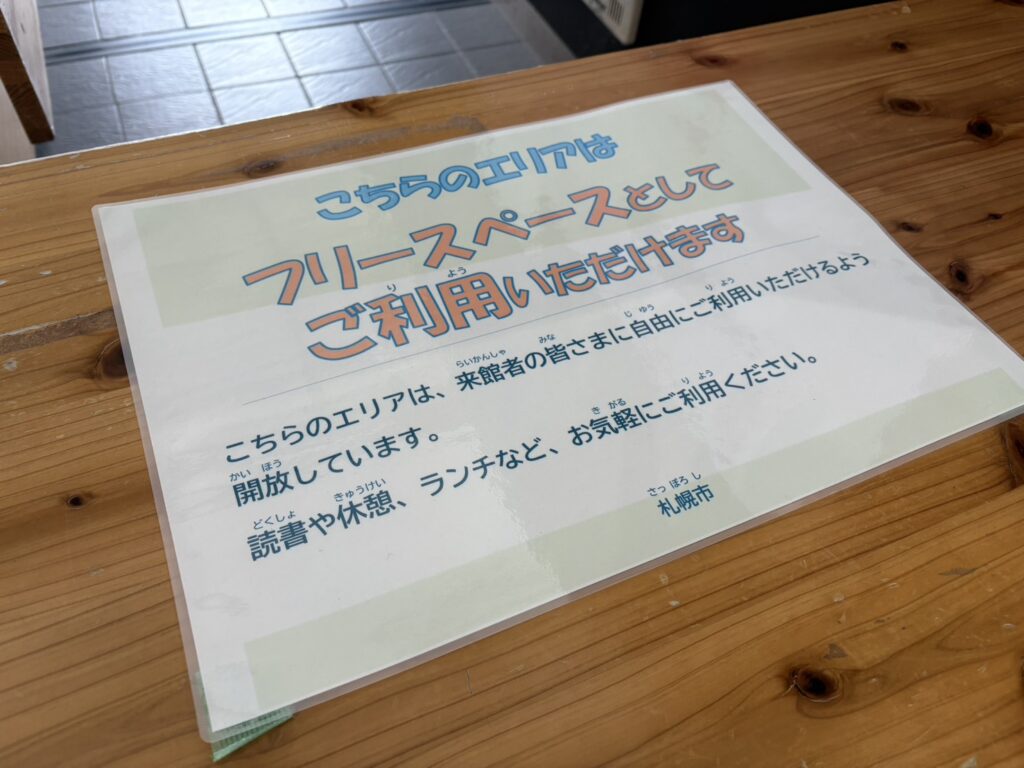 こちらのエリアは
フリースペースとして
ご利用いただけます
こちらのエリアは、来館者の皆さまに自由にご利用いただけるよう
開放しています。
読書や休憩、ランチなど、お気軽にご利用ください。
札幌市